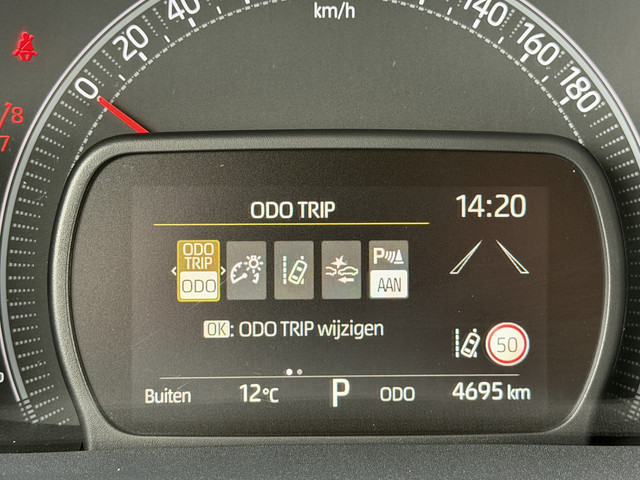 km/h
0
20
40
140
160
180
/8
7
ODO TRIP
14:20
ODO
TRIP
ODO
P
AAN
OK: ODO TRIP wijzigen
50
Buiten 12°C P ODO 4695 km